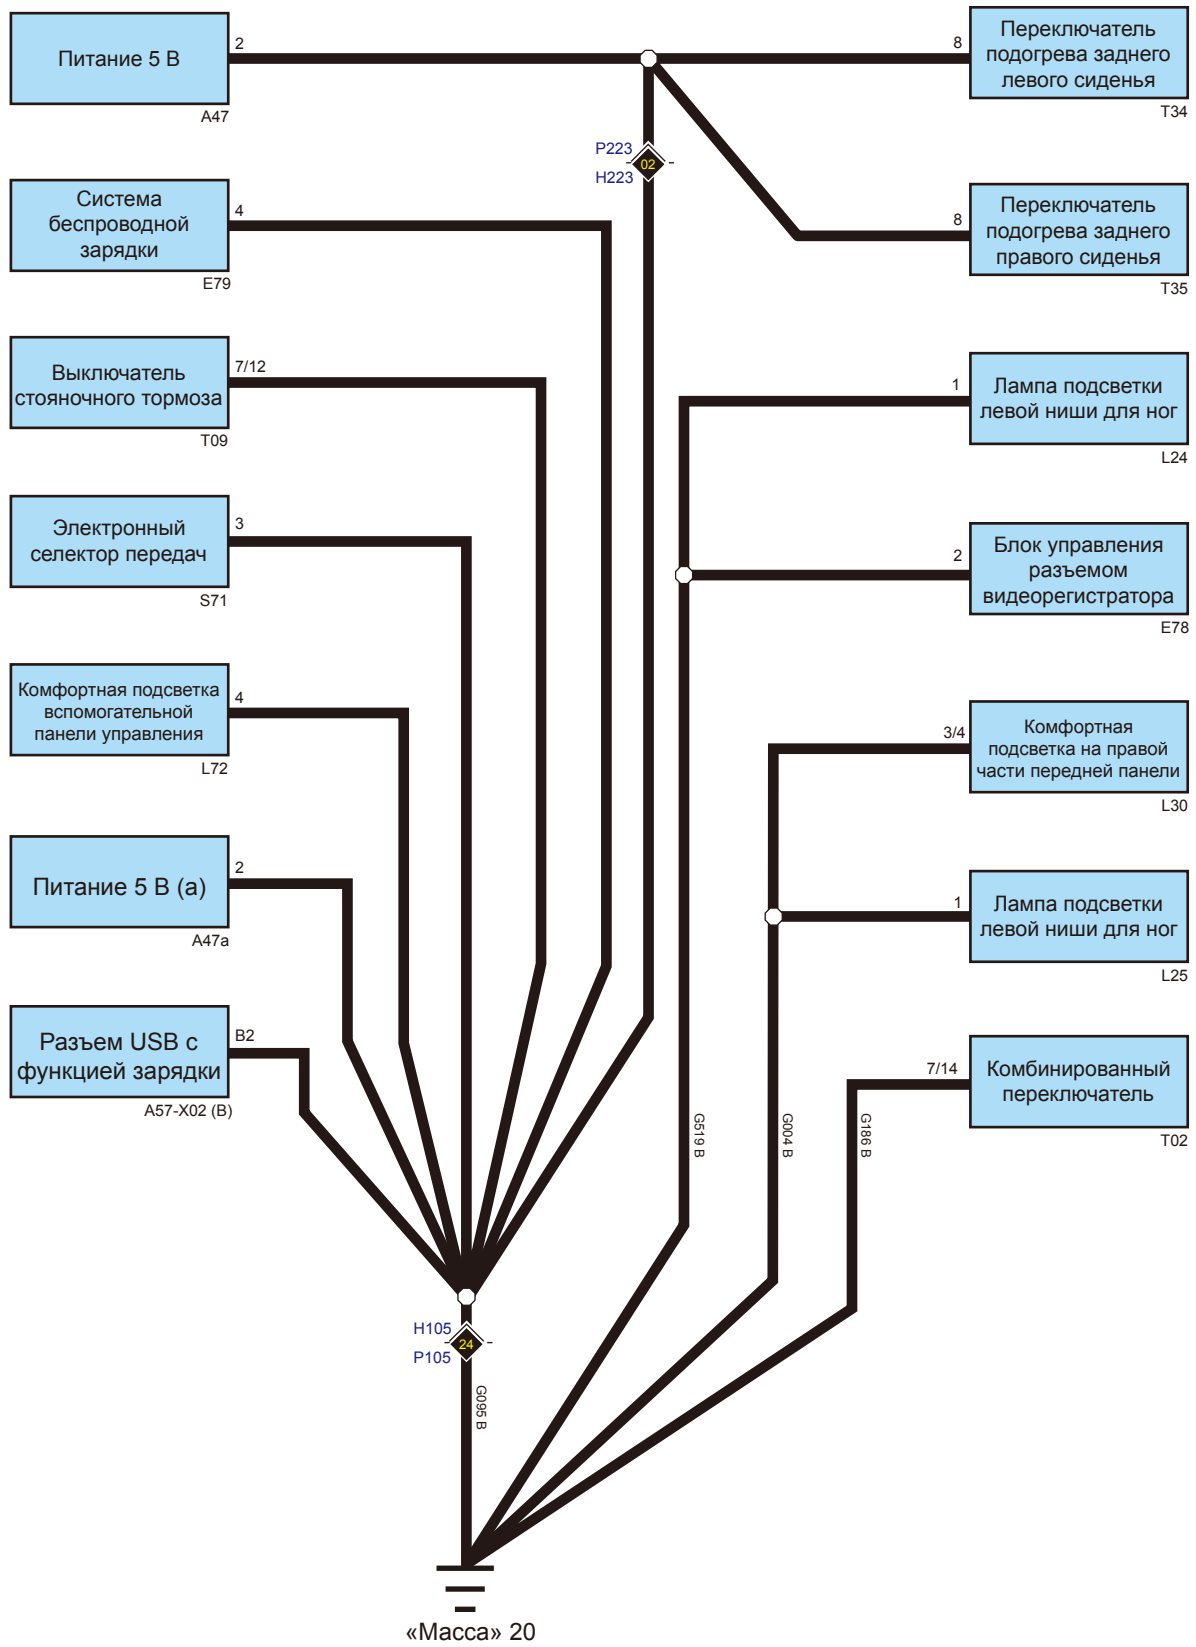 Питание 5 В
2
A47
8
Переключатель
подогрева заднего
левого сиденья
T34
P223
02
H223
Система
беспроводной
зарядки
4
E79
8
Переключатель
подогрева заднего
правого сиденья
T35
Выключатель
стояночного тормоза
7/12
T09
1
Лампа подсветки
левой ниши для ног
L24
Электронный
селектор передач
3
S71
2
Блок управления
разъемом
видеорегистратора
E78
Комфортная подсветка
вспомогательной
панели управления
4
L72
3/4
Комфортная
подсветка на правой
части передней панели
L30
Питание 5 В (a)
2
A47a
1
Лампа подсветки
левой ниши для ног
L25
Разъем USB с
функцией зарядки
B2
A57-X02 (B)
7/14
Комбинированный
переключатель
T02
G519 B
G004 B
G186 B
H105
24
P105
G095 B
«Масса» 20